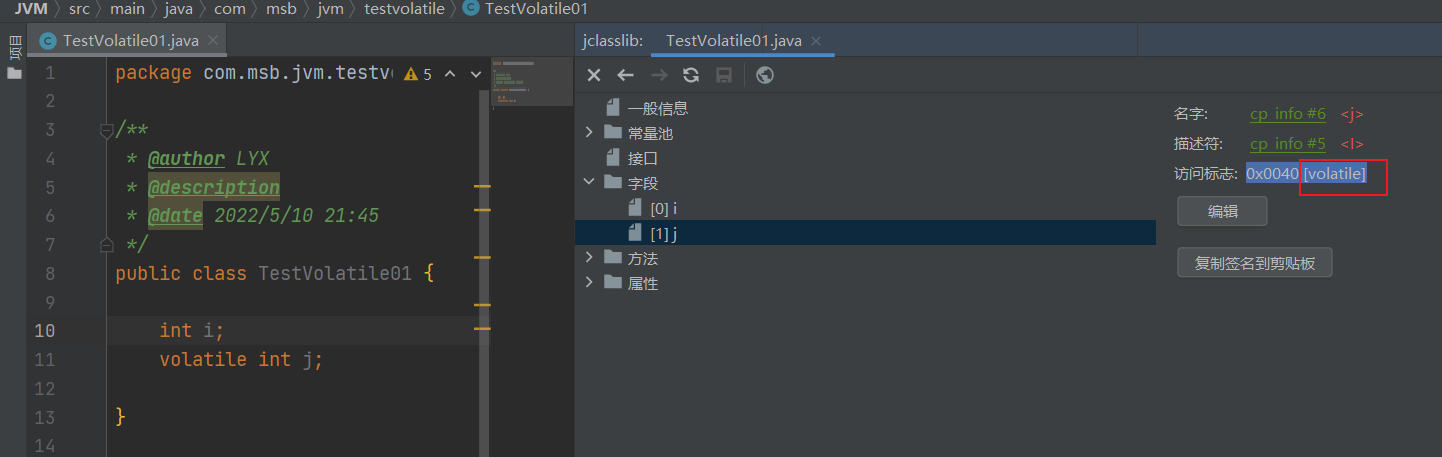 JVM › src › main › java › com › msb › jvm › testvolatile › TestVolatile01
项目
TestVolatile01.java ×
1 package com.msb.jvm.testv
5
2
3 /**
4 * @author LYX
5 * @description
6 * @date 2022/5/10 21:45
7 */
8 public class TestVolatile01 {
9
10 int i;
11 volatile int j;
12
13 }
14
jclasslib: TestVolatile01.java ×
一般信息
常量池
接口
字段
[0] i
[1] j
方法
属性
名字: cp_info #6 <j>
描述符: cp_info #5 <I>
访问标志: 0x0040 [volatile]
编辑
复制签名到剪贴板